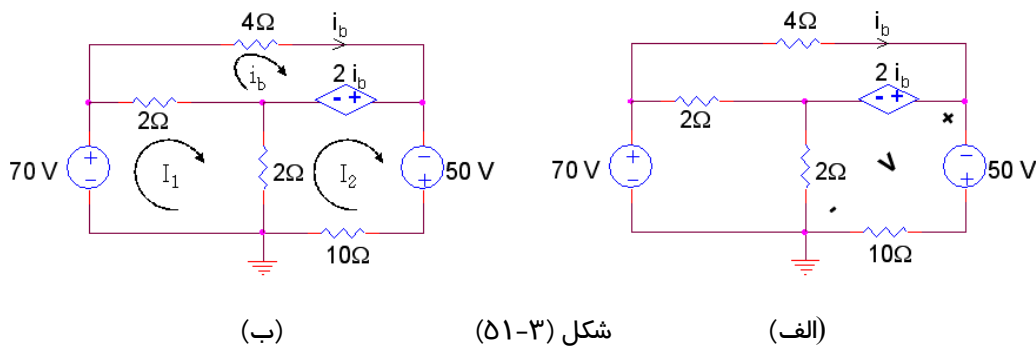 4Ω i_b
i_b 2 i_b
- +
2Ω
70 V + - I_1 2Ω I_2 - + 50 V
10Ω
(ب)
4Ω i_b
2 i_b
- +
2Ω +
70 V + - 2Ω V - + 50 V
-
10Ω
(الف)
شکل (۳-۵۱)